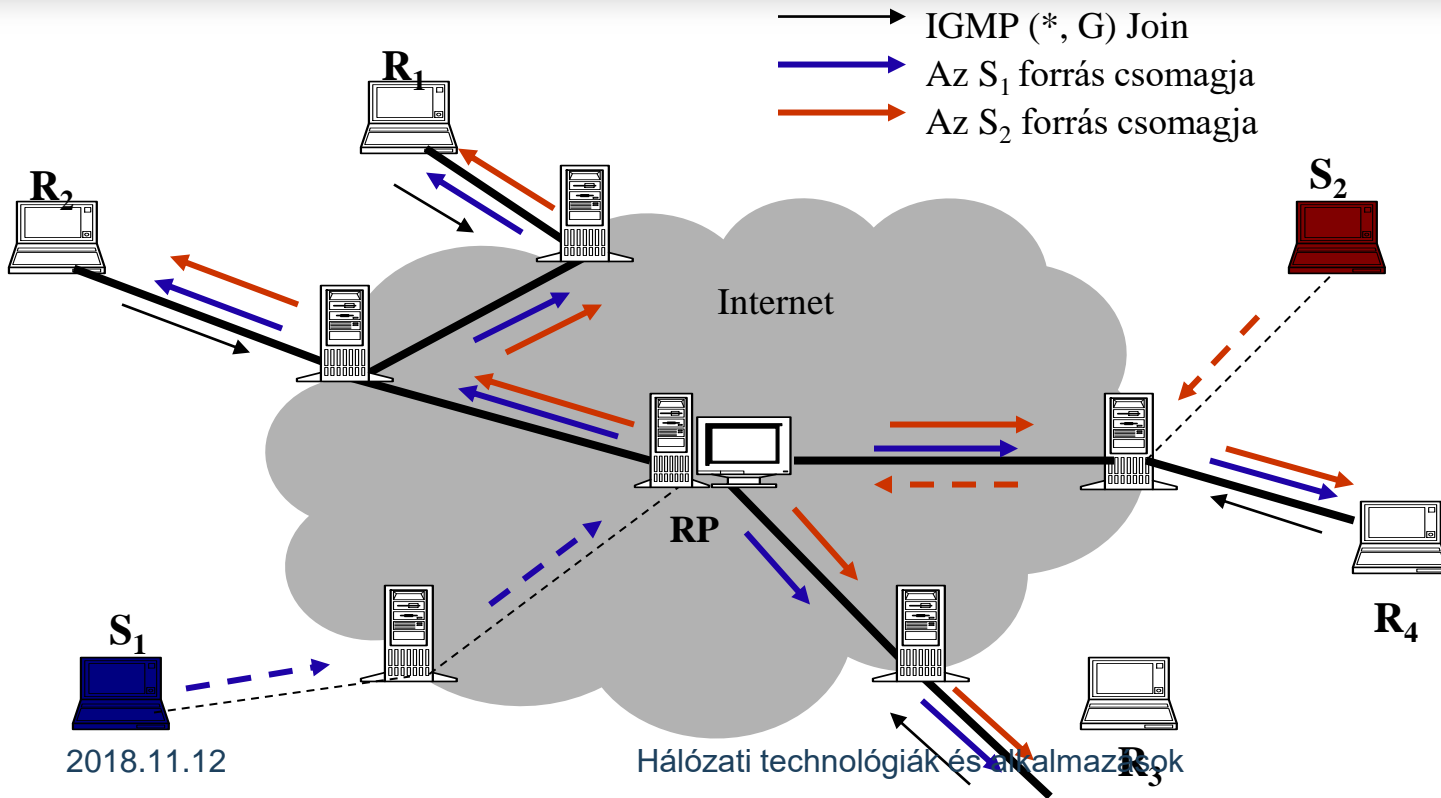 IGMP (*, G) Join
Az S₁ forrás csomagja
Az S₂ forrás csomagja
R₁
R₂
S₂
Internet
RP
S₁
R₄
R₃
2018.11.12
Hálózati technológiák és alkalmazások